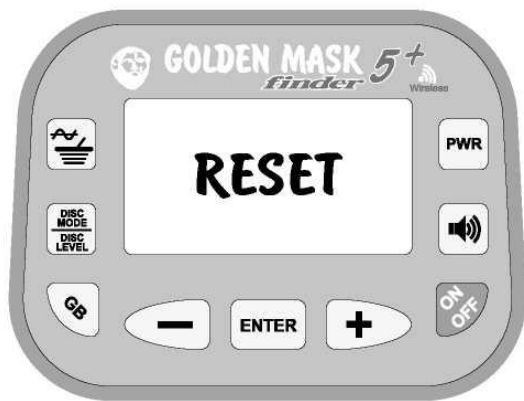 GOLDEN MASK 5+
finder
Wireless
RESET
PWR
DISC
MODE
DISC
LEVEL
GB
ENTER
ON
OFF